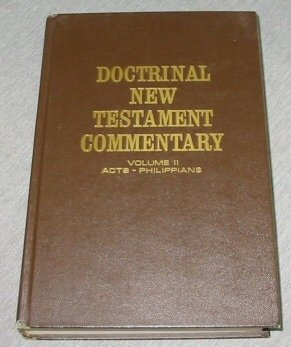 DOCTRINAL
NEW
TESTAMENT
COMMENTARY
VOLUME II
ACTS - PHILIPPIANS